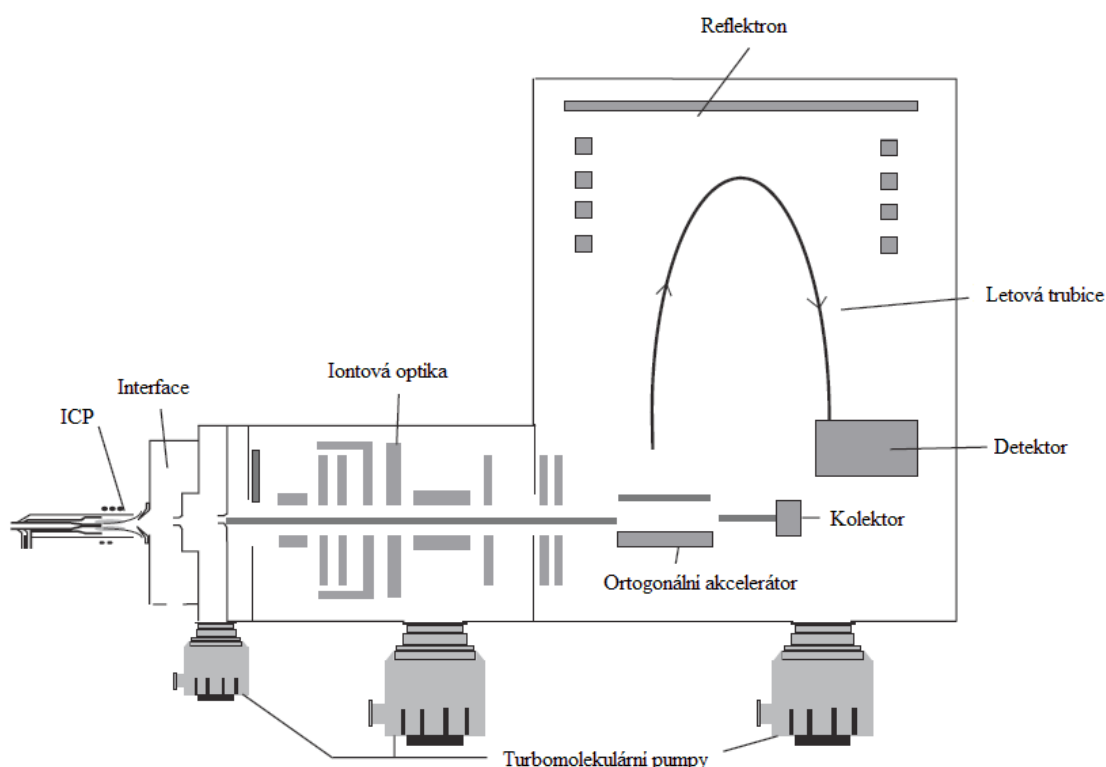 Reflektron
Letová trubice
Iontová optika
Interface
ICP
Detektor
Kolektor
Ortogonální akcelerátor
Turbomolekulární pumpy